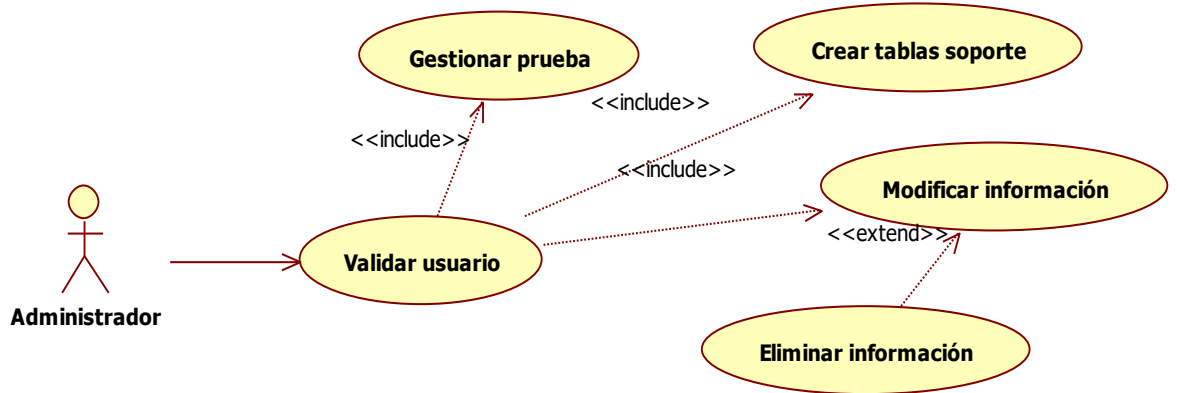 Gestionar prueba
Crear tablas soporte
<<include>>
<<include>>
<<include>>
Modificar información
<<extend>>
Validar usuario
Administrador
Eliminar información